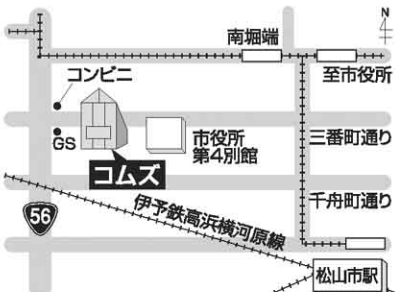 N
南堀端
コンビニ
至市役所
GS
市役所
第4別館
三番町通り
コムズ
千舟町通り
56
伊予鉄高浜横河原線
松山市駅